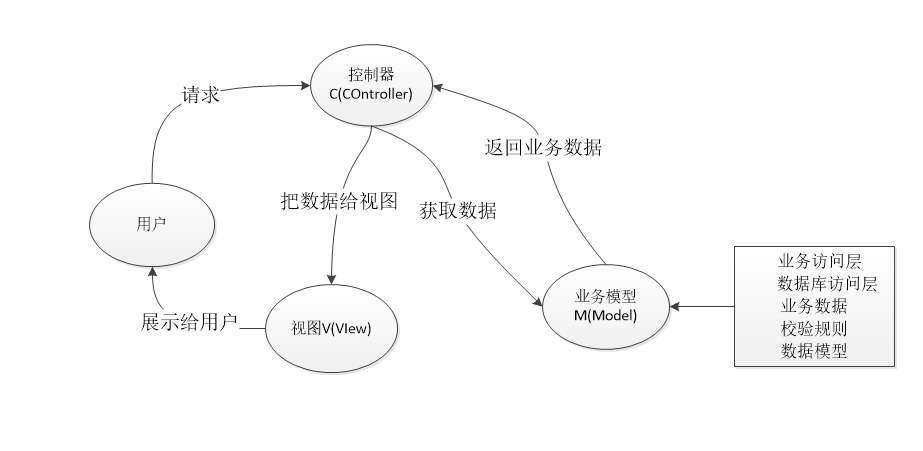 控制器
C(COntroller)
请求
返回业务数据
把数据给视图
获取数据
用户
业务访问层
数据库访问层
业务数据
校验规则
数据模型
业务模型
M(Model)
展示给用户
视图V(VIew)